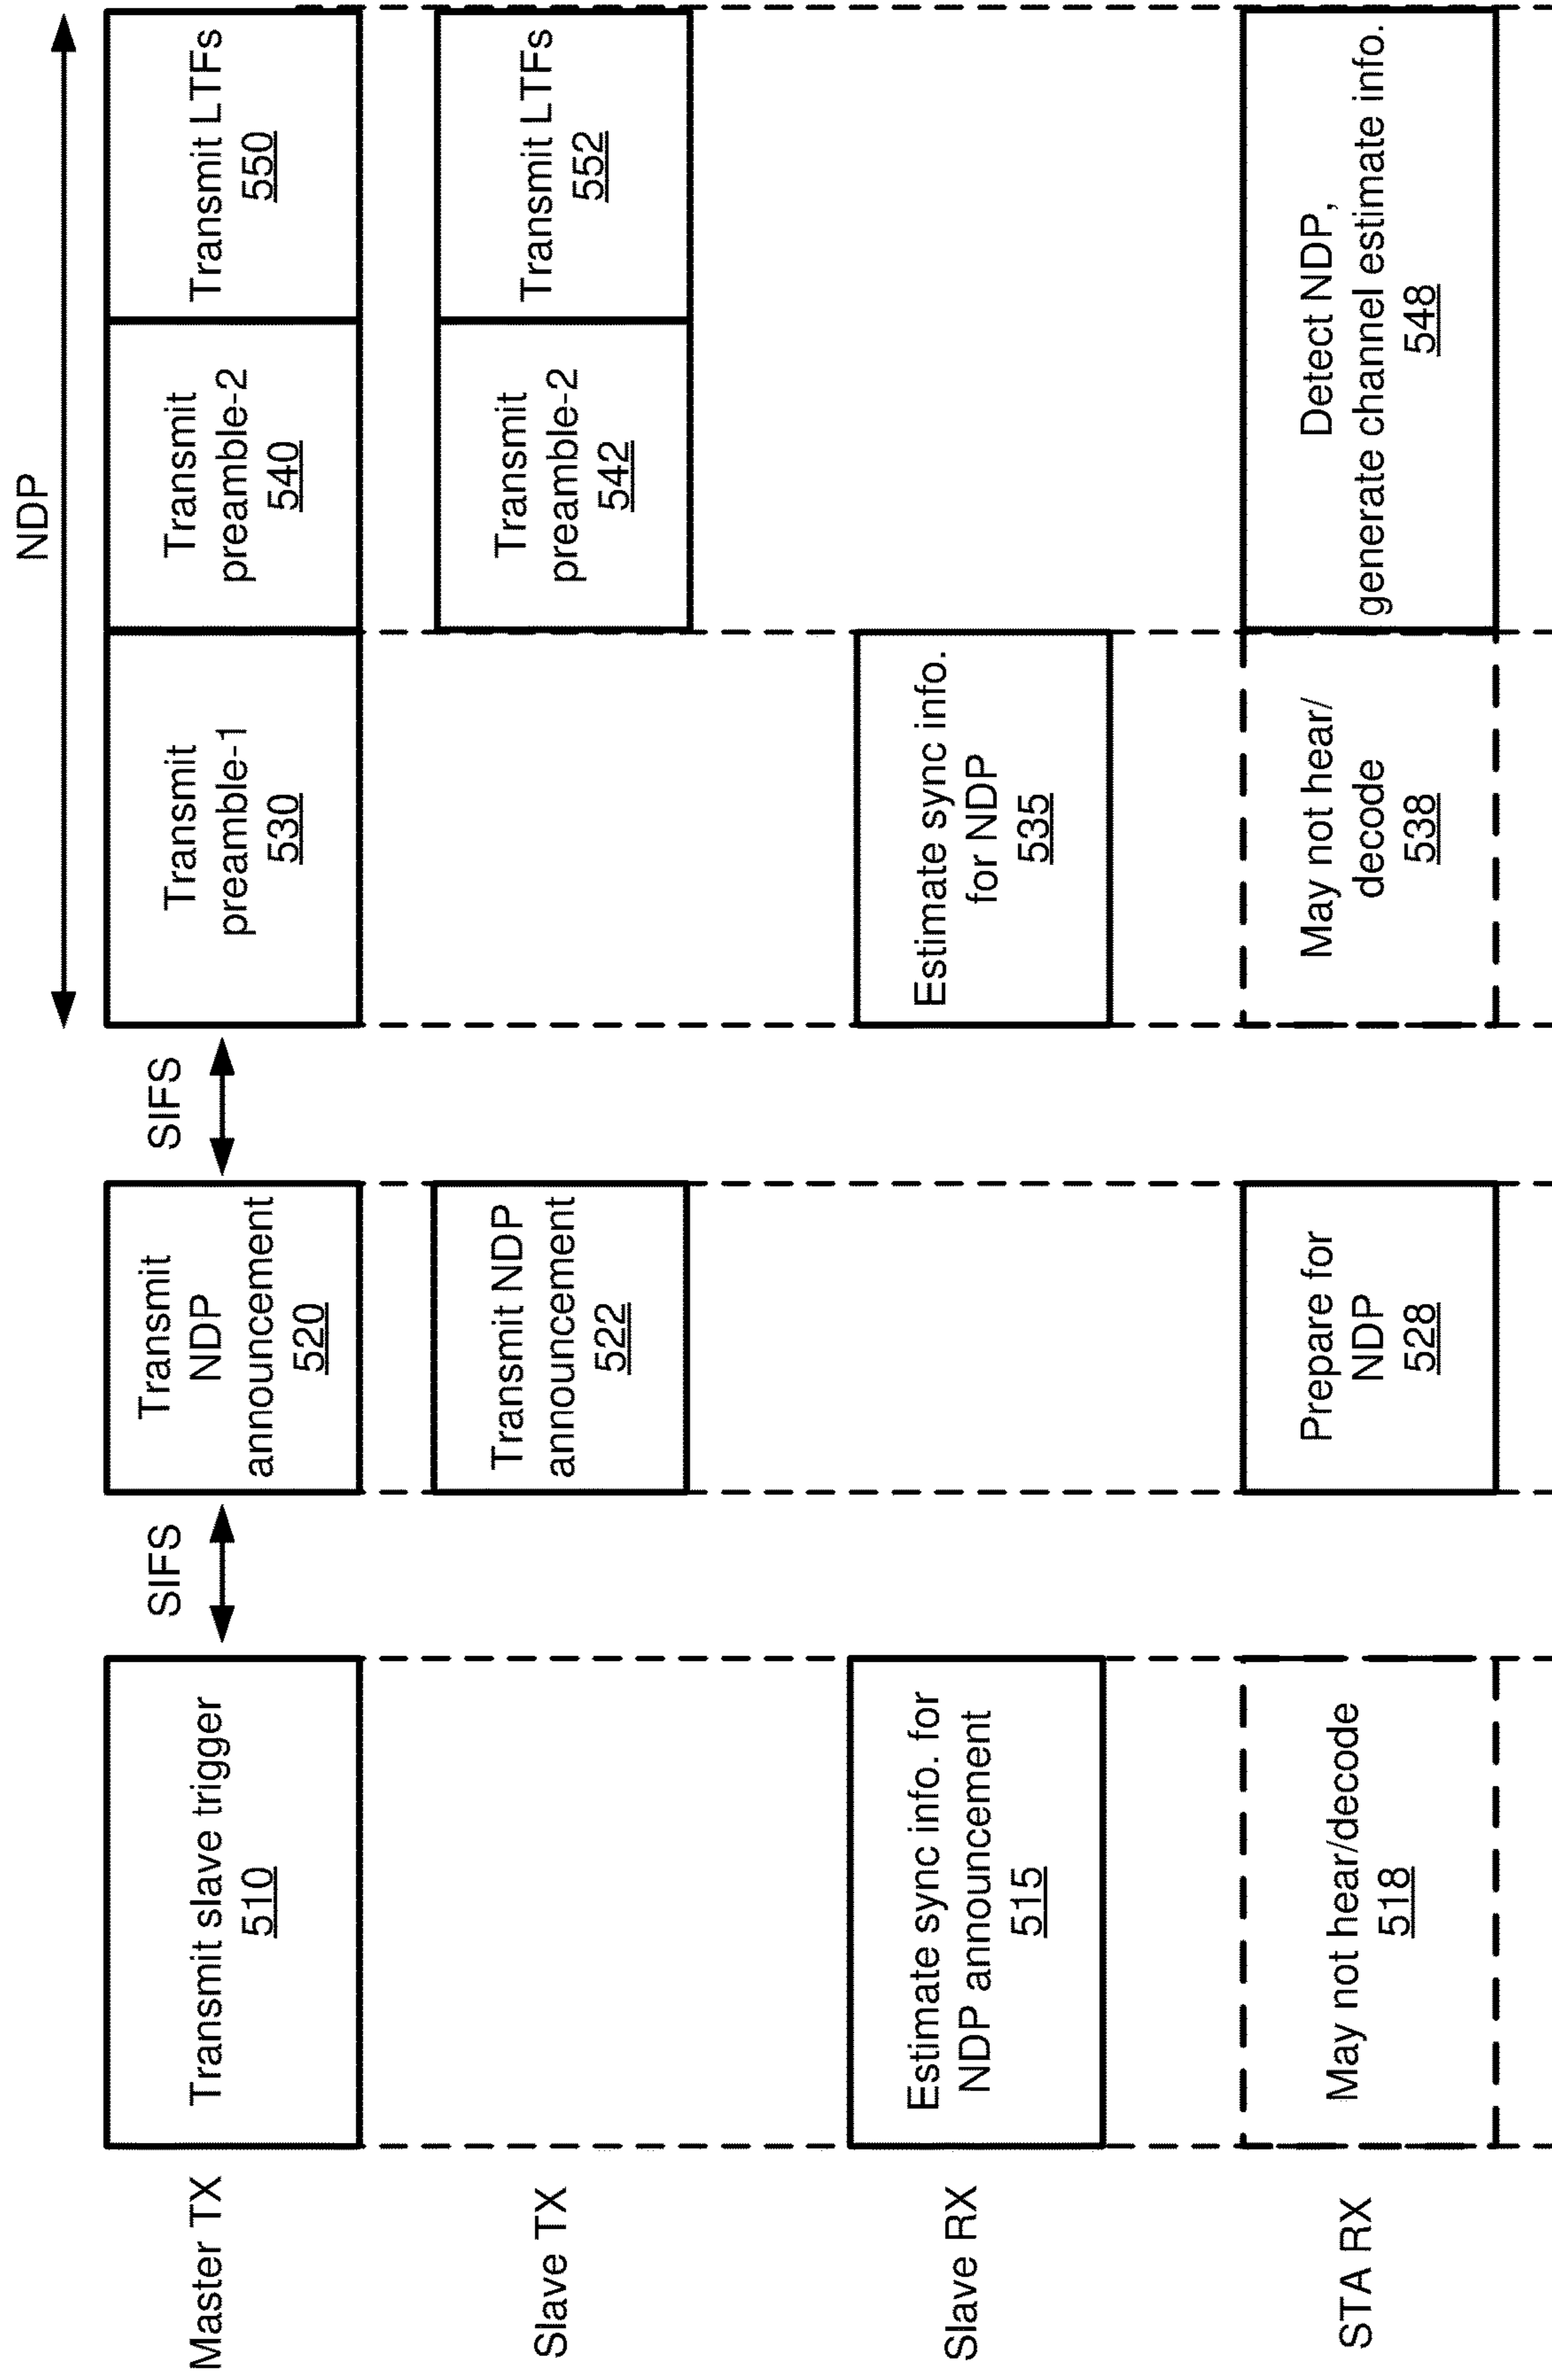 NDP
Master TX
Transmit slave trigger
510
SIFS
Transmit
NDP
announcement
520
SIFS
Transmit
preamble-1
530
Transmit
preamble-2
540
Transmit LTFs
550
Slave TX
Transmit NDP
announcement
522
Transmit
preamble-2
542
Transmit LTFs
552
Slave RX
Estimate sync info. for
NDP announcement
515
Estimate sync info.
for NDP
535
STA RX
May not hear/decode
518
Prepare for
NDP
528
May not hear/
decode
538
Detect NDP,
generate channel estimate info.
548